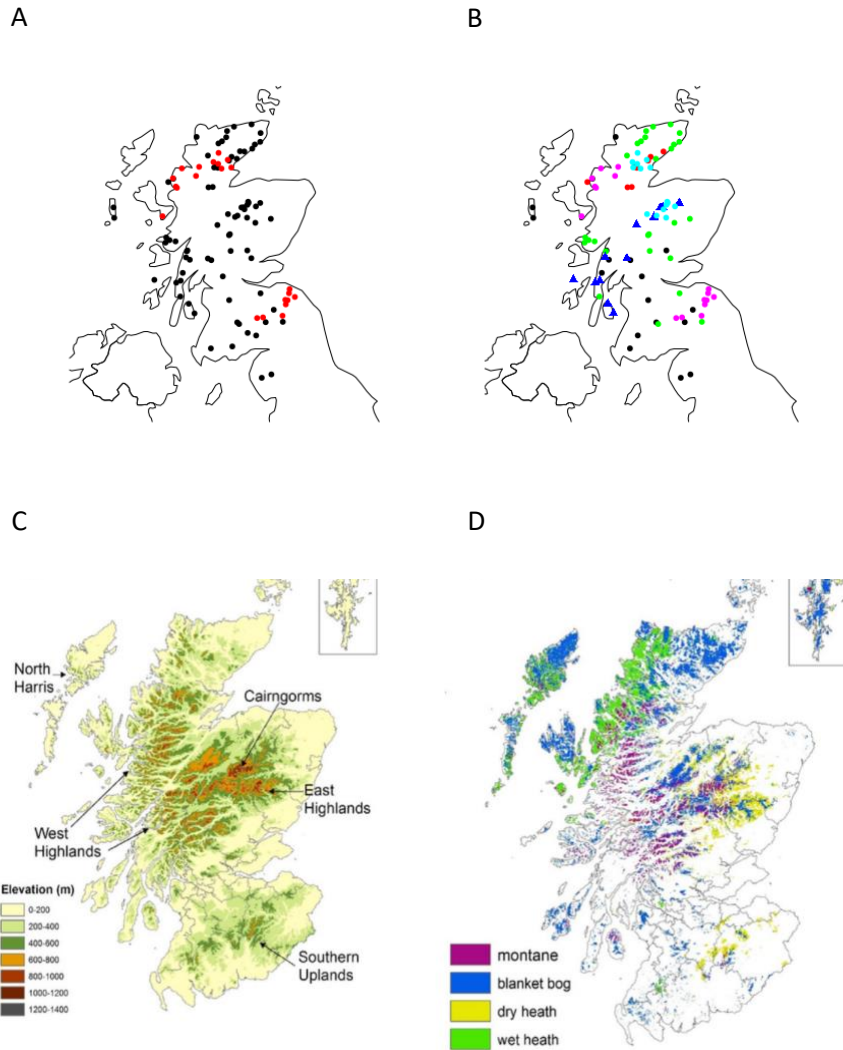 A
B
C
D
North
Harris
Cairngorms
East
Highlands
West
Highlands
Southern
Uplands
Elevation (m)
0-200
200-400
400-600
600-800
800-1000
1000-1200
1200-1400
montane
blanket bog
dry heath
wet heath